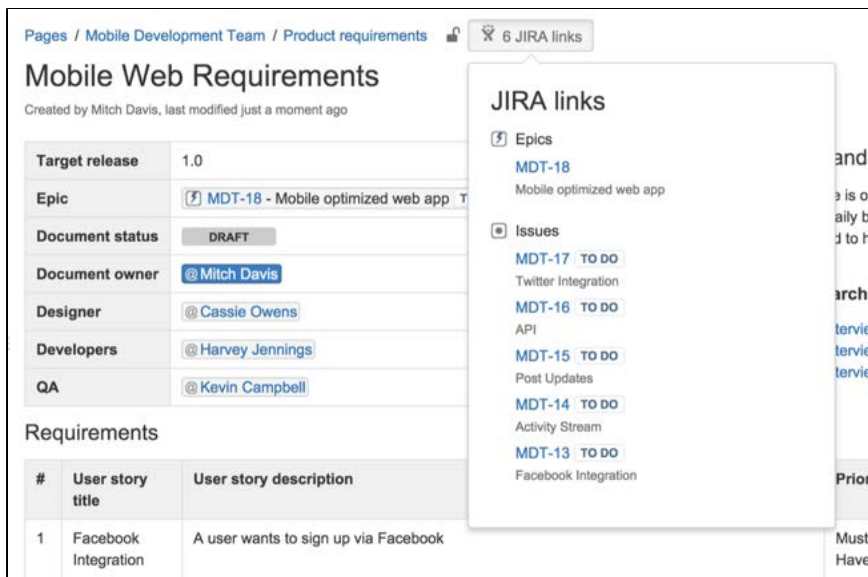 Pages / Mobile Development Team / Product requirements
6 JIRA links
Mobile Web Requirements
Created by Mitch Davis, last modified just a moment ago
Target release 1.0
Epic MDT-18 - Mobile optimized web app T
Document status DRAFT
Document owner @Mitch Davis
Designer @Cassie Owens
Developers @Harvey Jennings
QA @Kevin Campbell
Requirements
# User story title User story description
1 Facebook Integration A user wants to sign up via Facebook
JIRA links
Epics
MDT-18
Mobile optimized web app
Issues
MDT-17 TO DO
Twitter Integration
MDT-16 TO DO
API
MDT-15 TO DO
Post Updates
MDT-14 TO DO
Activity Stream
MDT-13 TO DO
Facebook Integration
and
Must
Have